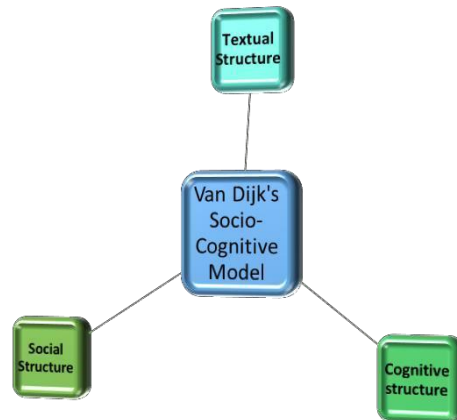 Textual
Structure
Van Dijk's
Socio-
Cognitive
Model
Social
Structure
Cognitive
structure